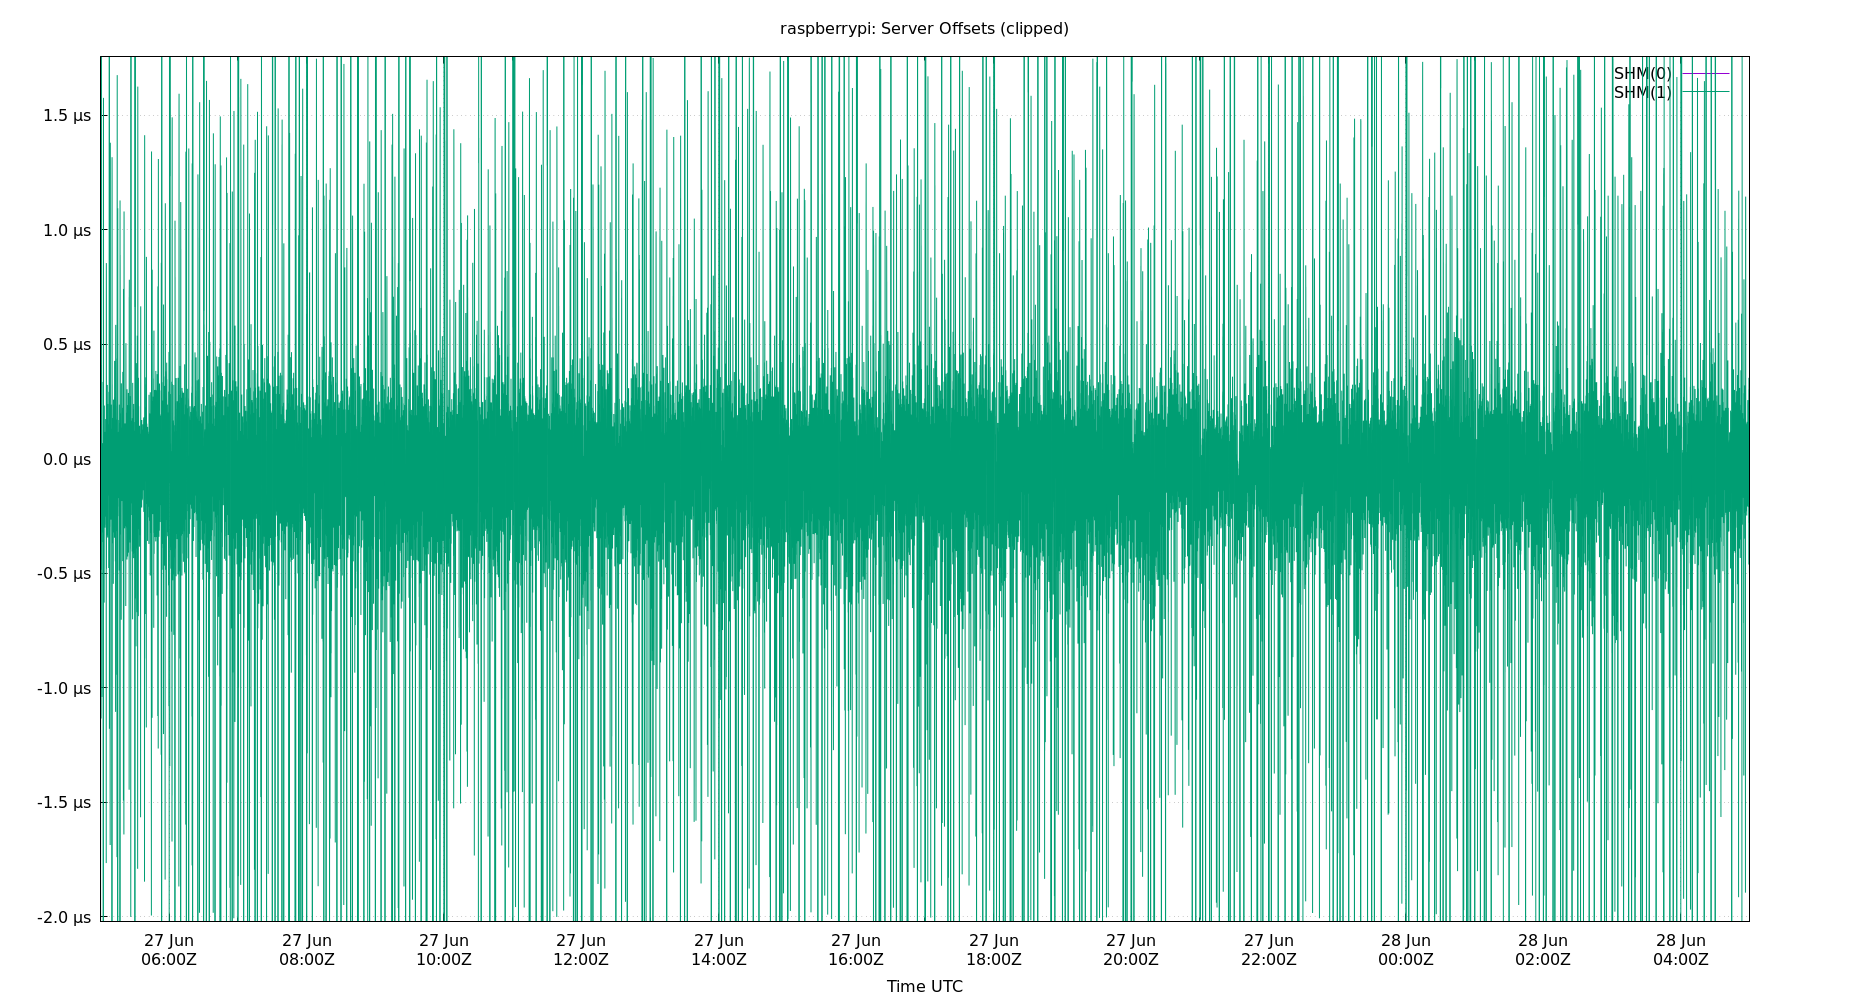 raspberrypi: Server Offsets (clipped)
SHM(0)
SHM(1)
1.5 µs
1.0 µs
0.5 µs
0.0 µs
-0.5 µs
-1.0 µs
-1.5 µs
-2.0 µs
27 Jun 27 Jun 27 Jun 27 Jun 27 Jun 27 Jun 27 Jun 27 Jun 27 Jun 28 Jun 28 Jun 28 Jun
06:00Z 08:00Z 10:00Z 12:00Z 14:00Z 16:00Z 18:00Z 20:00Z 22:00Z 00:00Z 02:00Z 04:00Z
Time UTC